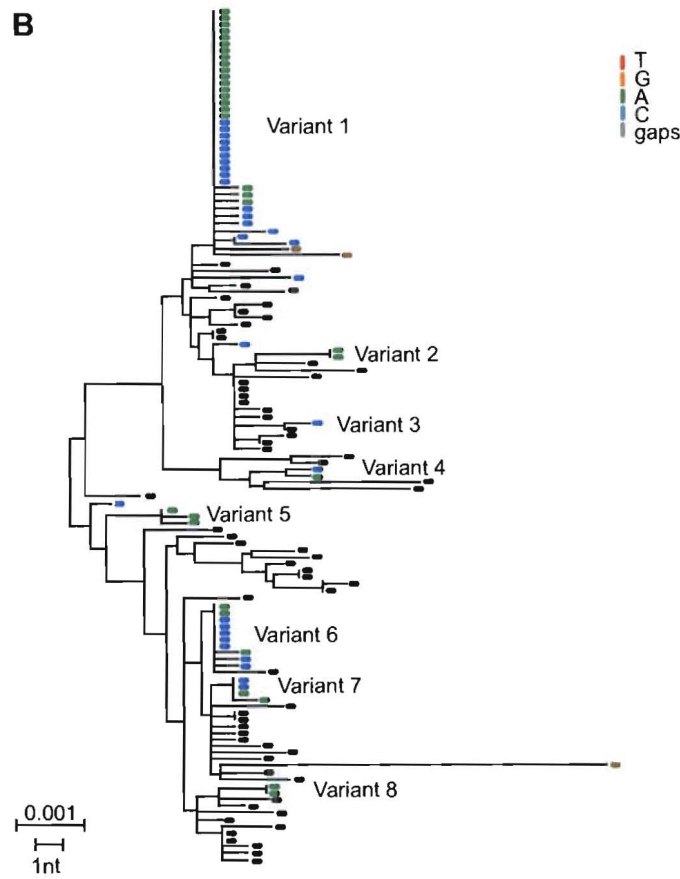 B
T
G
A
C
gaps
Variant 1
Variant 2
Variant 3
Variant 4
Variant 5
Variant 6
Variant 7
Variant 8
0.001
1nt